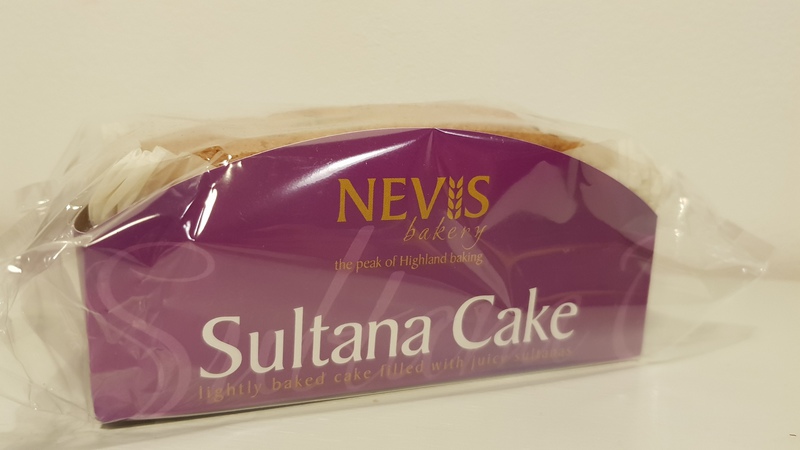 NEVIS
bakery
the peak of Highland baking
Sultana Cake
lightly baked cake filled with juicy sultanas